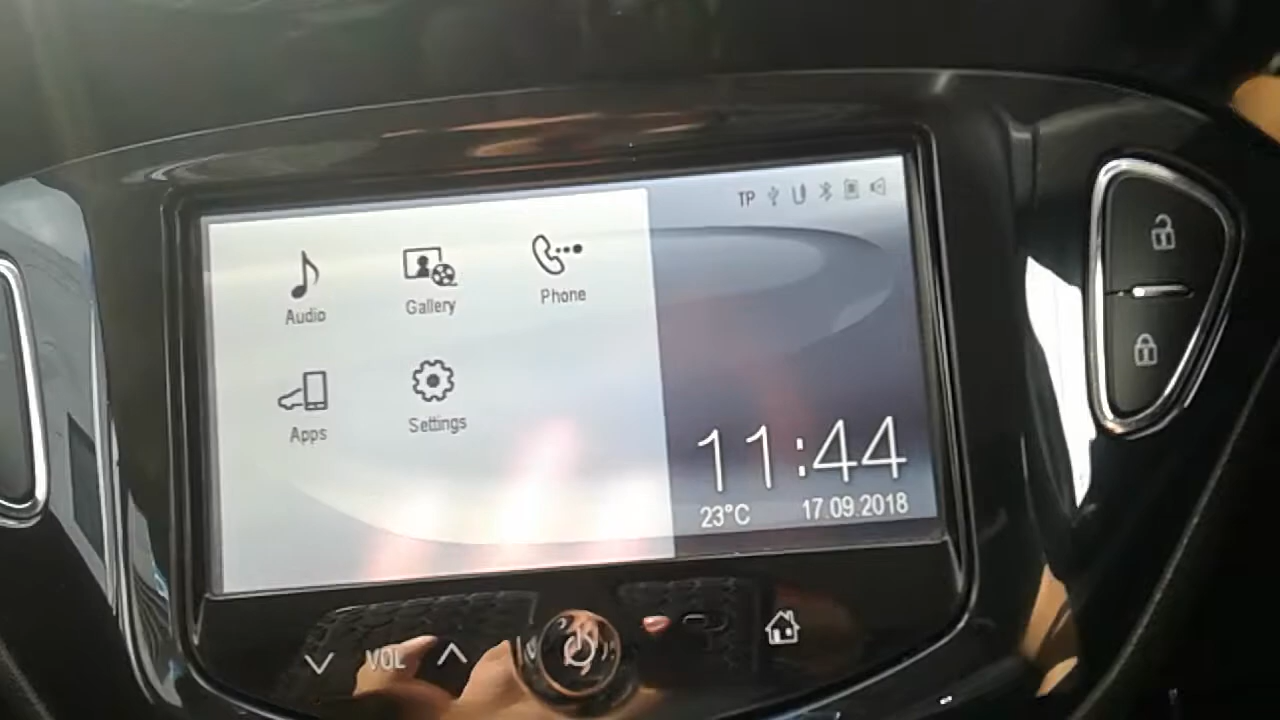 TP
Audio
Gallery
Phone
Apps
Settings
11:44
23°C 17.09.2018
VOL